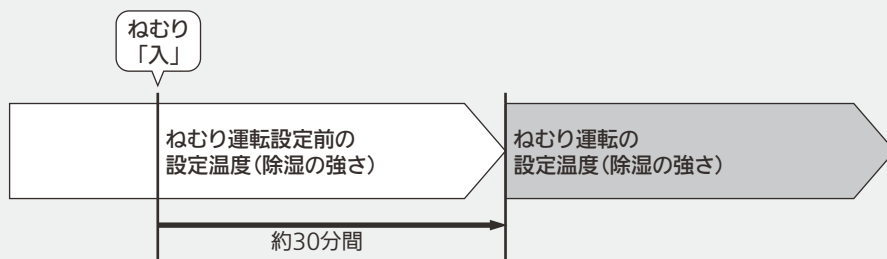 ねむり
「入」
ねむり運転設定前の
設定温度(除湿の強さ)
ねむり運転の
設定温度(除湿の強さ)
約30分間